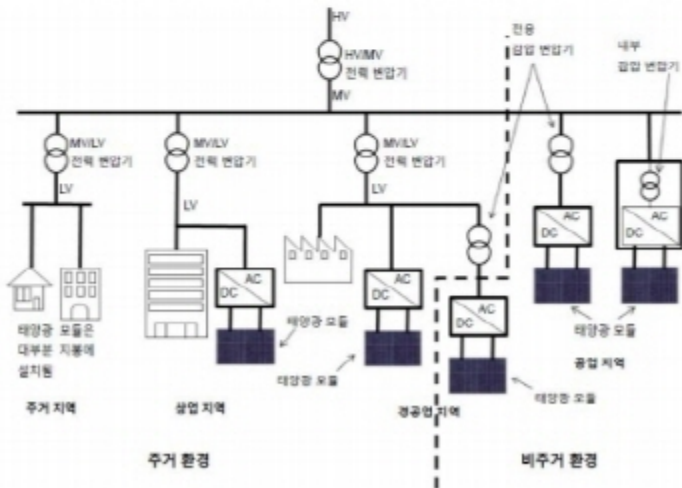 HV
HV/MV
전력 변압기
MV
전용
잡압 변압기
내부
잡압 변압기
MV/LV
전력 변압기
LV
MV/LV
전력 변압기
LV
MV/LV
전력 변압기
LV
AC
DC
AC
DC
AC
DC
AC
DC
AC
DC
태양광 모듈은
대부분 지붕에
설치됨
태양광 모듈
태양광 모듈
태양광 모듈
태양광 모듈
주거 지역
상업 지역
경공업 지역
공업 지역
주거 환경
비주거 환경